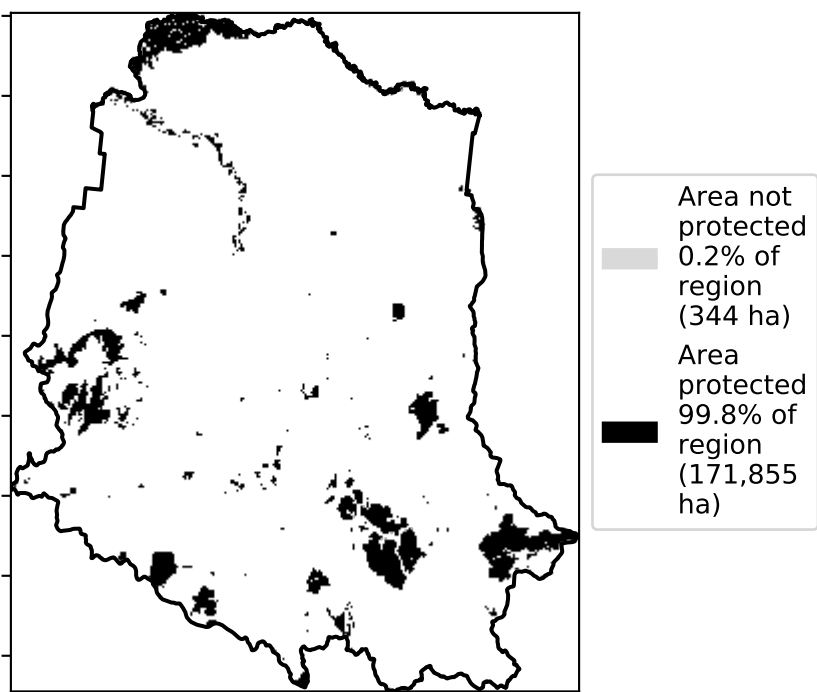 Area not
protected
0.2% of
region
(344 ha)
Area
protected
99.8% of
region
(171,855
ha)